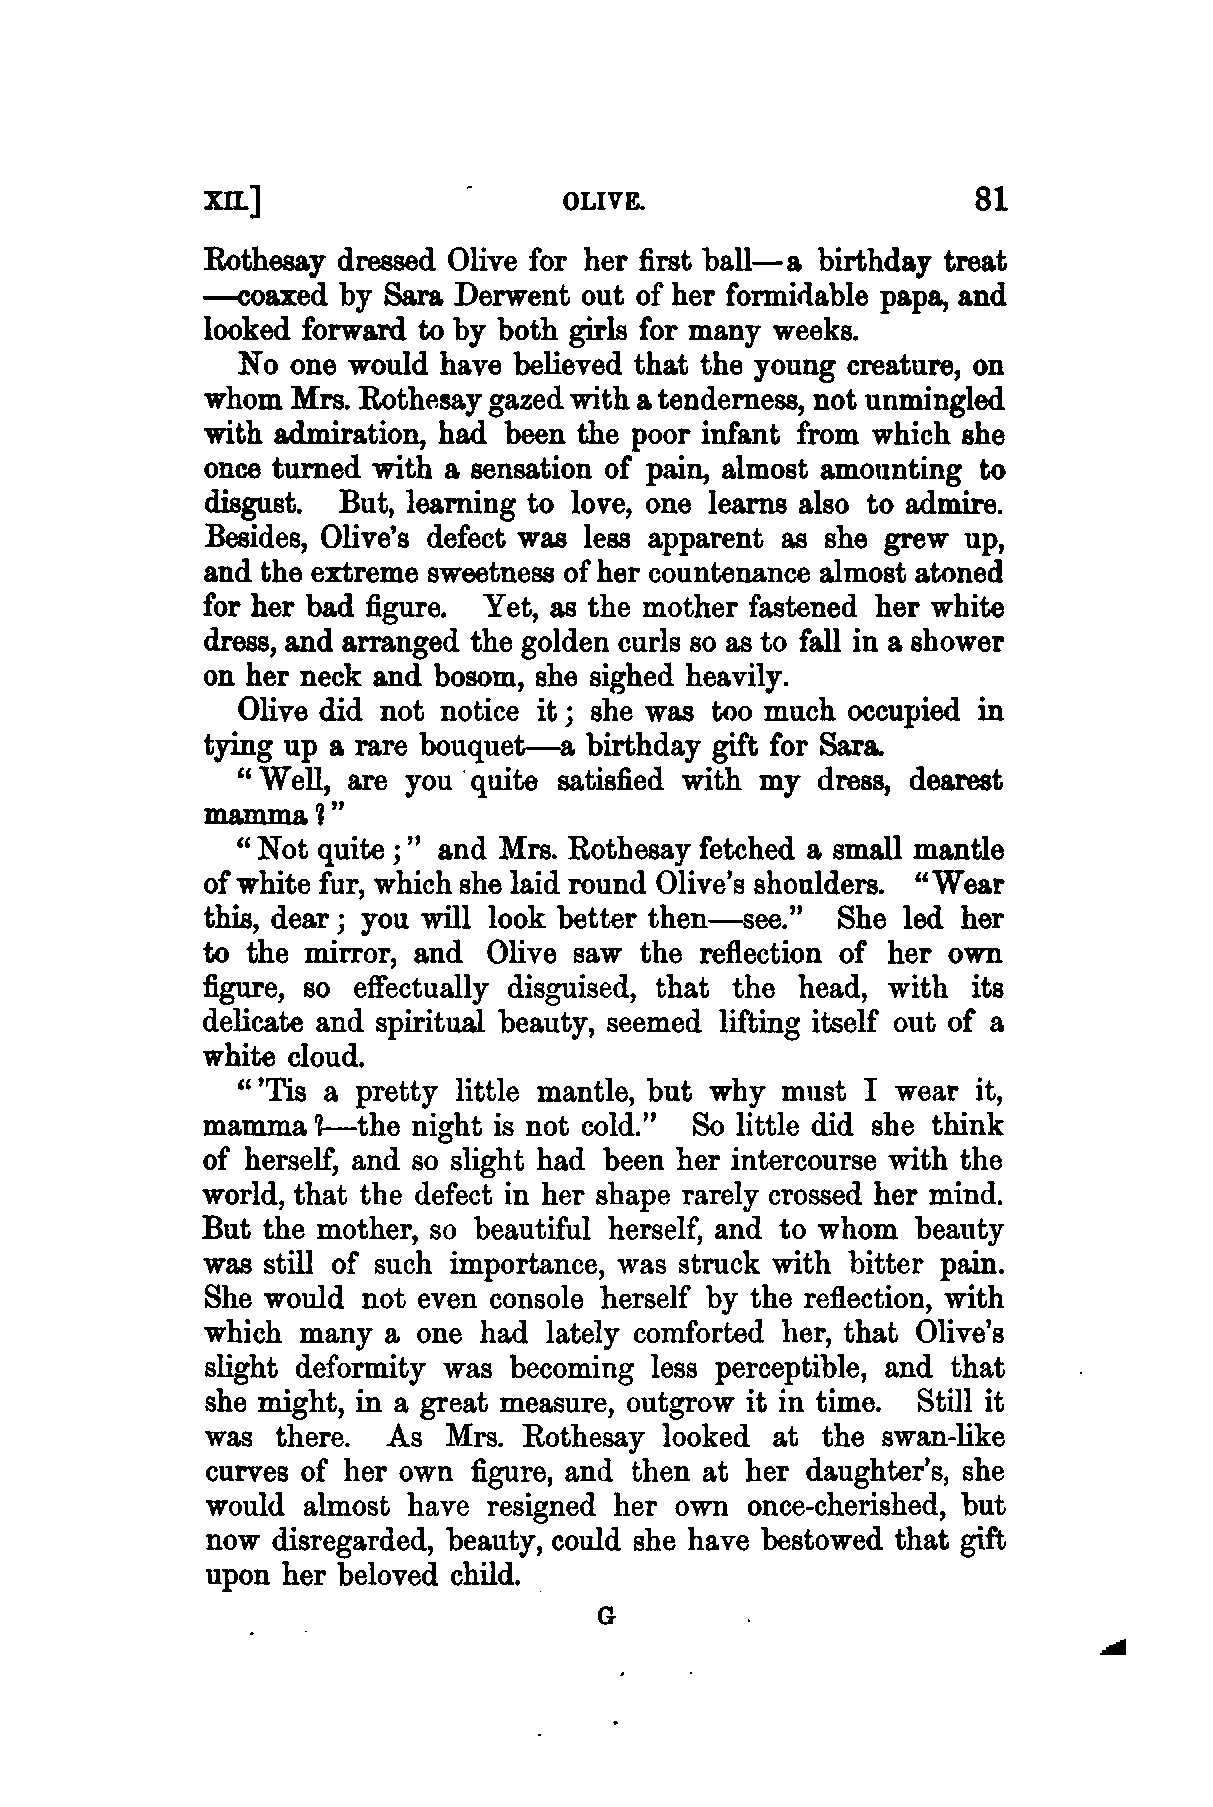 XII.] OLIVE. 81
Rothesay dressed Olive for her first ball—a birthday treat
—coaxed by Sara Derwent out of her formidable papa, and
looked forward to by both girls for many weeks.
No one would have believed that the young creature, on
whom Mrs. Rothesay gazed with a tenderness, not unmingled
with admiration, had been the poor infant from which she
once turned with a sensation of pain, almost amounting to
disgust. But, learning to love, one learns also to admire.
Besides, Olive's defect was less apparent as she grew up,
and the extreme sweetness of her countenance almost atoned
for her bad figure. Yet, as the mother fastened her white
dress, and arranged the golden curls so as to fall in a shower
on her neck and bosom, she sighed heavily.
Olive did not notice it; she was too much occupied in
tying up a rare bouquet—a birthday gift for Sara.
"Well, are you quite satisfied with my dress, dearest
mamma?"
"Not quite;" and Mrs. Rothesay fetched a small mantle
of white fur, which she laid round Olive's shoulders. "Wear
this, dear; you will look better then—see." She led her
to the mirror, and Olive saw the reflection of her own
figure, so effectually disguised, that the head, with its
delicate and spiritual beauty, seemed lifting itself out of a
white cloud.
"'Tis a pretty little mantle, but why must I wear it,
mamma?—the night is not cold." So little did she think
of herself, and so slight had been her intercourse with the
world, that the defect in her shape rarely crossed her mind.
But the mother, so beautiful herself, and to whom beauty
was still of such importance, was struck with bitter pain.
She would not even console herself by the reflection, with
which many a one had lately comforted her, that Olive's
slight deformity was becoming less perceptible, and that
she might, in a great measure, outgrow it in time. Still it
was there. As Mrs. Rothesay looked at the swan-like
curves of her own figure, and then at her daughter's, she
would almost have resigned her own once-cherished, but
now disregarded, beauty, could she have bestowed that gift
upon her beloved child.
G